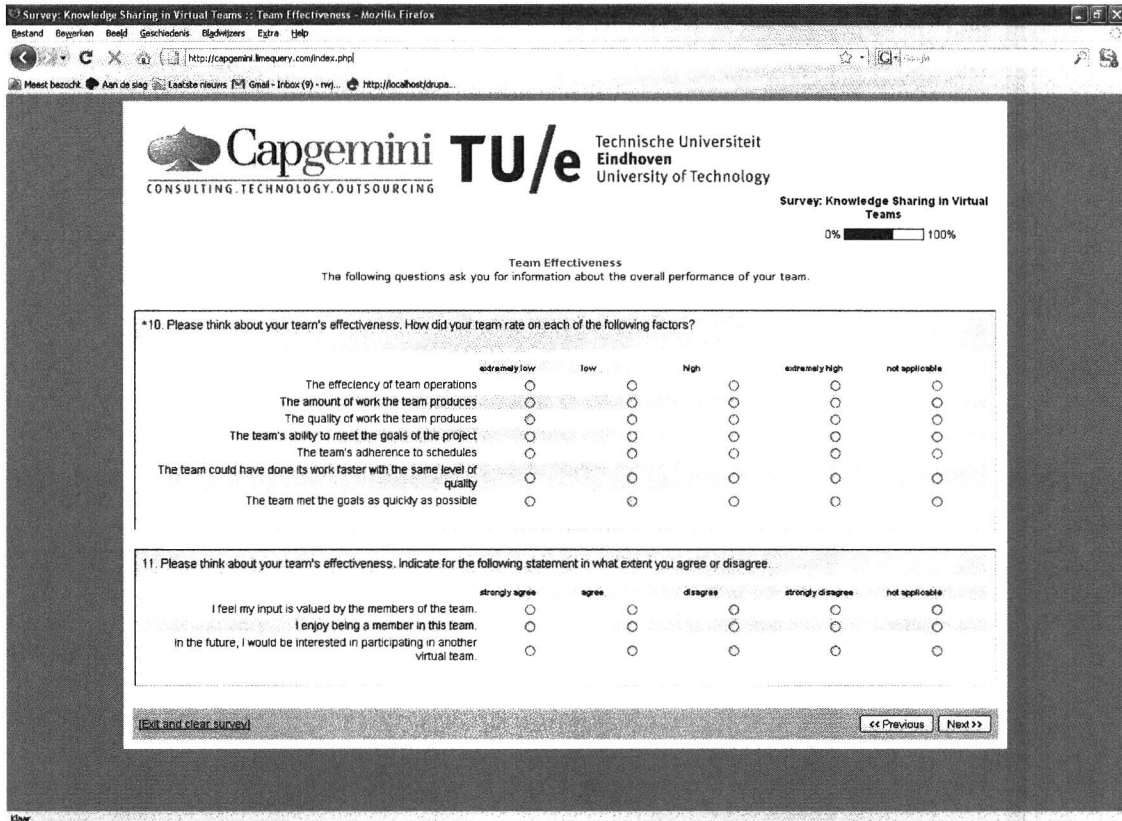 Survey: Knowledge Sharing in Virtual Teams :: Team Effectiveness - Mozilla Firefox
Bestand Bewerken Beeld Geschiedenis Bladwijzers Extra Help
http://capgemini.limequery.com/index.php
Google
Meest bezocht Aan de slag Laatste nieuws Gmail - Inbox (9) - rwj... http://localhost/drupa...
Capgemini
CONSULTING.TECHNOLOGY.OUTSOURCING
TU/e
Technische Universiteit
Eindhoven
University of Technology
Survey: Knowledge Sharing in Virtual
Teams
0% 100%
Team Effectiveness
The following questions ask you for information about the overall performance of your team.
*10. Please think about your team's effectiveness. How did your team rate on each of the following factors?
extremely low low high extremely high not applicable
The effeciency of team operations
The amount of work the team produces
The quality of work the team produces
The team's ability to meet the goals of the project
The team's adherence to schedules
The team could have done its work faster with the same level of
quality
The team met the goals as quickly as possible
11. Please think about your team's effectiveness. Indicate for the following statement in what extent you agree or disagree.
strongly agree agree disagree strongly disagree not applicable
I feel my input is valued by the members of the team.
I enjoy being a member in this team.
In the future, I would be interested in participating in another
virtual team.
[Exit and clear survey]
<< Previous Next >>
Klaar